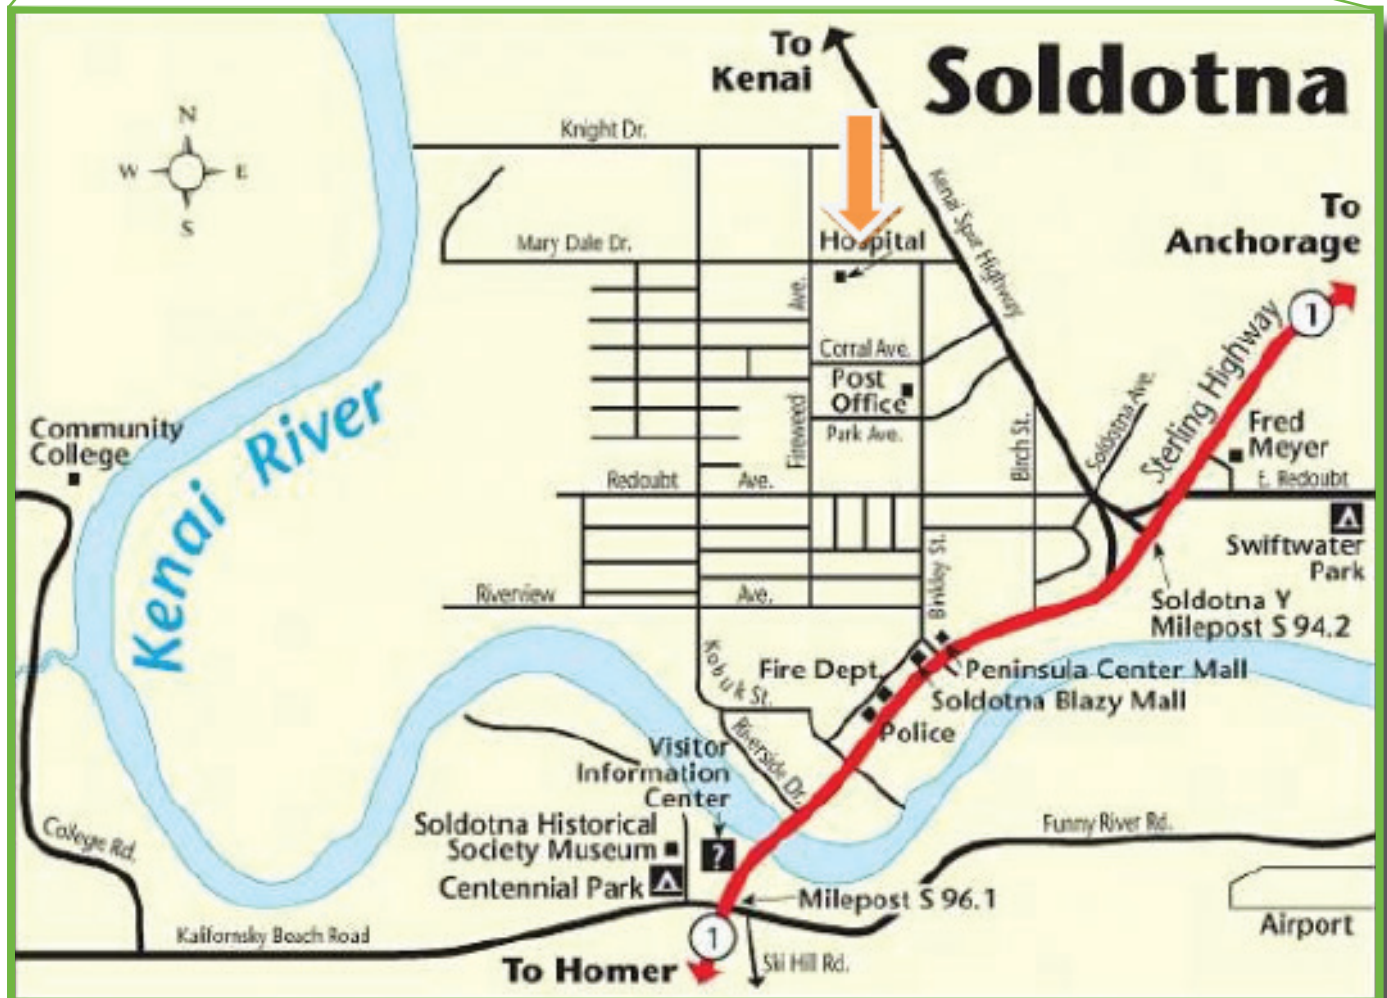 To
Kenai
Soldotna
N
W E
S
Knight Dr.
Kenai Spur Highway
To
Anchorage
Mary Dale Dr.
Hospital
1
Sterling Highway
Ave.
Corral Ave.
Post
Office
Park Ave.
Fireweed
Birch St.
Soldotna Ave.
Fred
Meyer
E. Redoubt
Community
College
Kenai River
Redoubt Ave.
Swiftwater
Park
Riverview Ave.
Binkley St.
Soldotna Y
Milepost S 94.2
Kobuk St.
Fire Dept.
Peninsula Center Mall
Soldotna Blazy Mall
Police
Riverside Dr.
Visitor
Information
Center
Soldotna Historical
Society Museum
?
Centennial Park
College Rd.
Funny River Rd.
Milepost S 96.1
Airport
Kalifornsky Beach Road
1
To Homer
Ski Hill Rd.